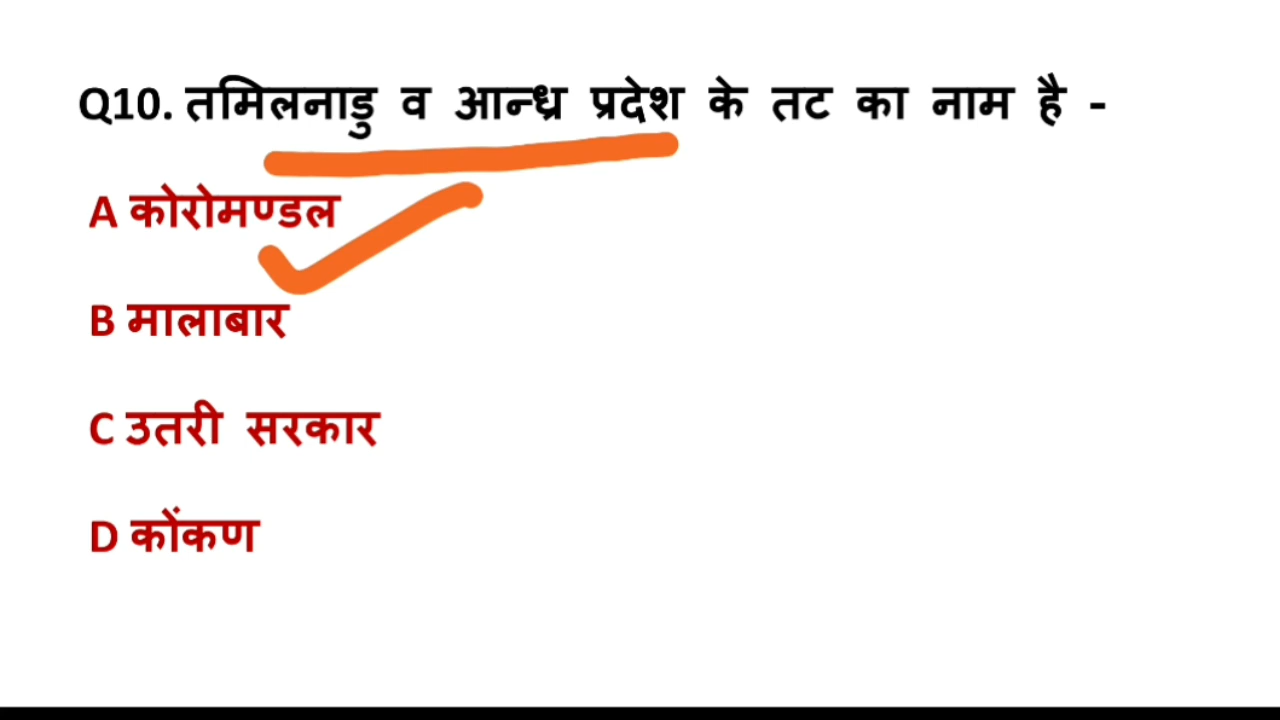 Q10. तमिलनाडु व आन्ध्र प्रदेश के तट का नाम है -
A कोरोमण्डल
B मालाबार
C उतरी सरकार
D कोंकण